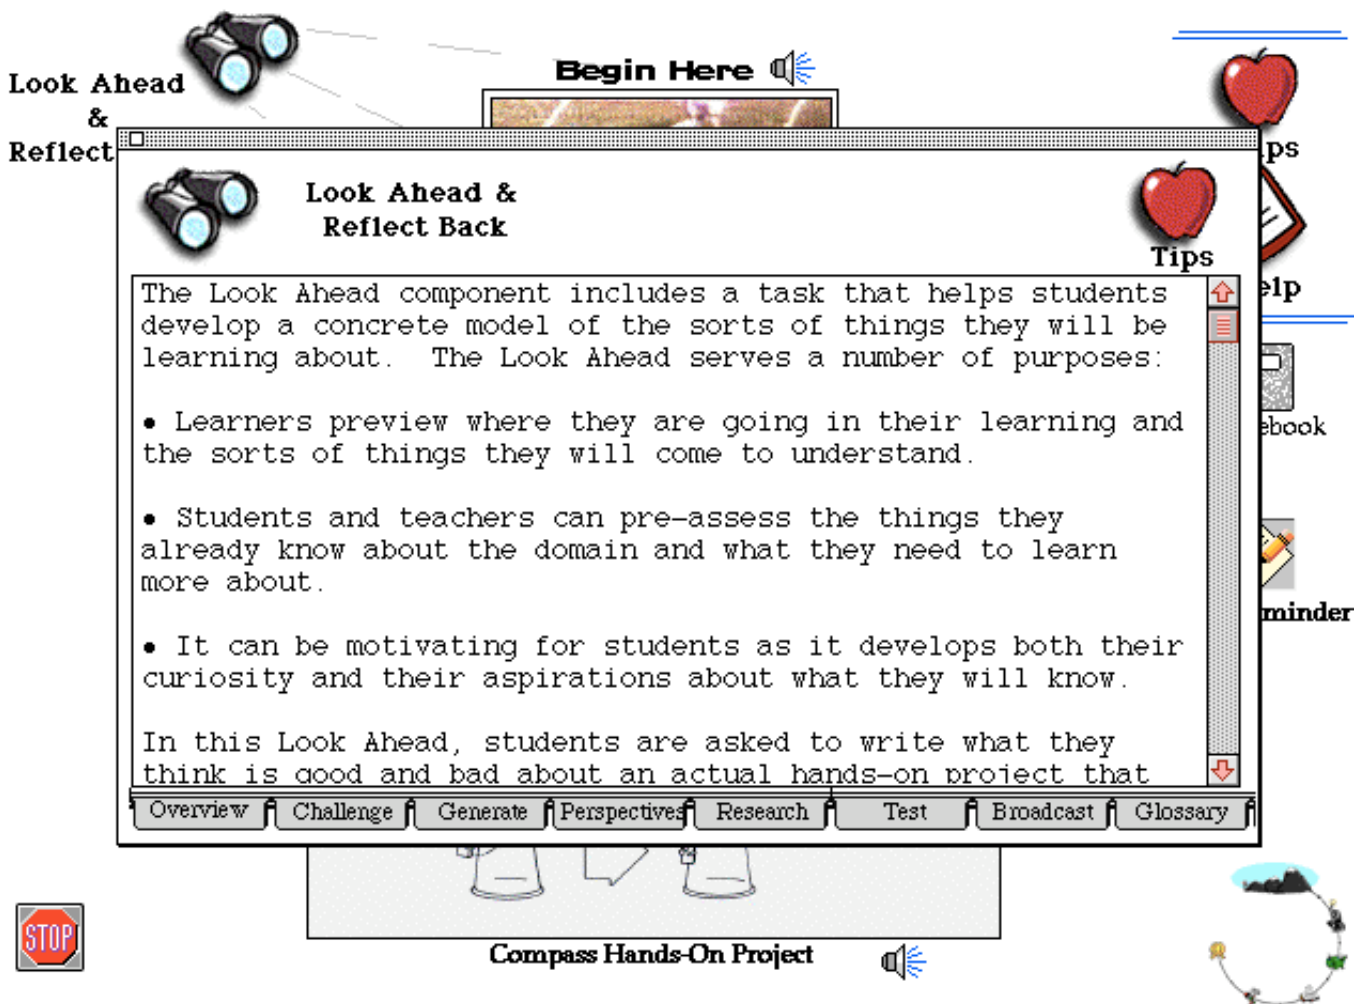 Look Ahead
&
Reflect
Begin Here
ps
elp
ebook
minder
Look Ahead &
Reflect Back
Tips
The Look Ahead component includes a task that helps students
develop a concrete model of the sorts of things they will be
learning about.  The Look Ahead serves a number of purposes:
• Learners preview where they are going in their learning and
the sorts of things they will come to understand.
• Students and teachers can pre-assess the things they
already know about the domain and what they need to learn
more about.
• It can be motivating for students as it develops both their
curiosity and their aspirations about what they will know.
In this Look Ahead, students are asked to write what they
think is good and bad about an actual hands-on project that
Overview Challenge Generate Perspectives Research Test Broadcast Glossary
STOP
Compass Hands-On Project